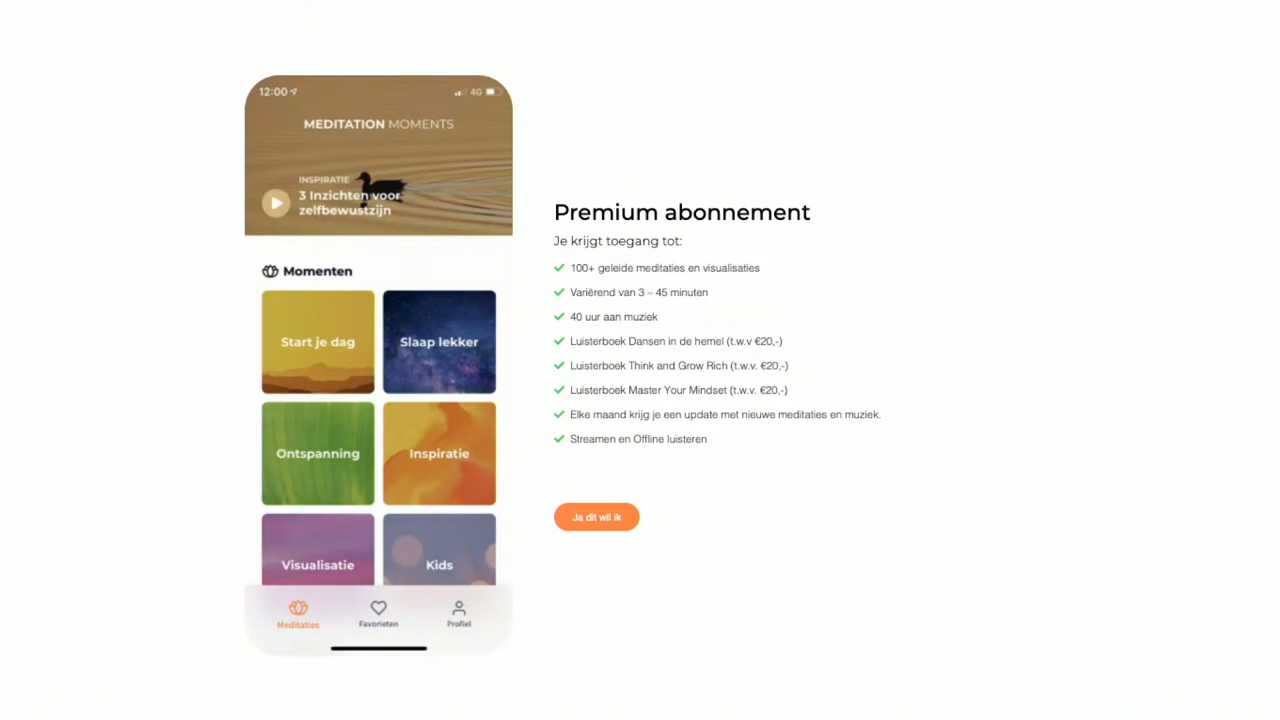 12:00
4G
MEDITATION MOMENTS
INSPIRATIE
3 Inzichten voor
zelfbewustzijn
Momenten
Start je dag
Slaap lekker
Ontspanning
Inspiratie
Visualisatie
Kids
Meditaties
Favorieten
Profiel
Premium abonnement
Je krijgt toegang tot:
100+ geleide meditaties en visualisaties
Variërend van 3 – 45 minuten
40 uur aan muziek
Luisterboek Dansen in de hemel (t.w.v €20,-)
Luisterboek Think and Grow Rich (t.w.v. €20,-)
Luisterboek Master Your Mindset (t.w.v. €20,-)
Elke maand krijg je een update met nieuwe meditaties en muziek.
Streamen en Offline luisteren
Ja dit wil ik